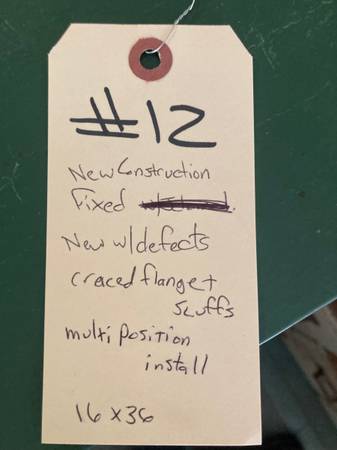 #12
New Construction
Fixed
New w/defects
craced flange +
scuffs
multi position
install
16 x 36